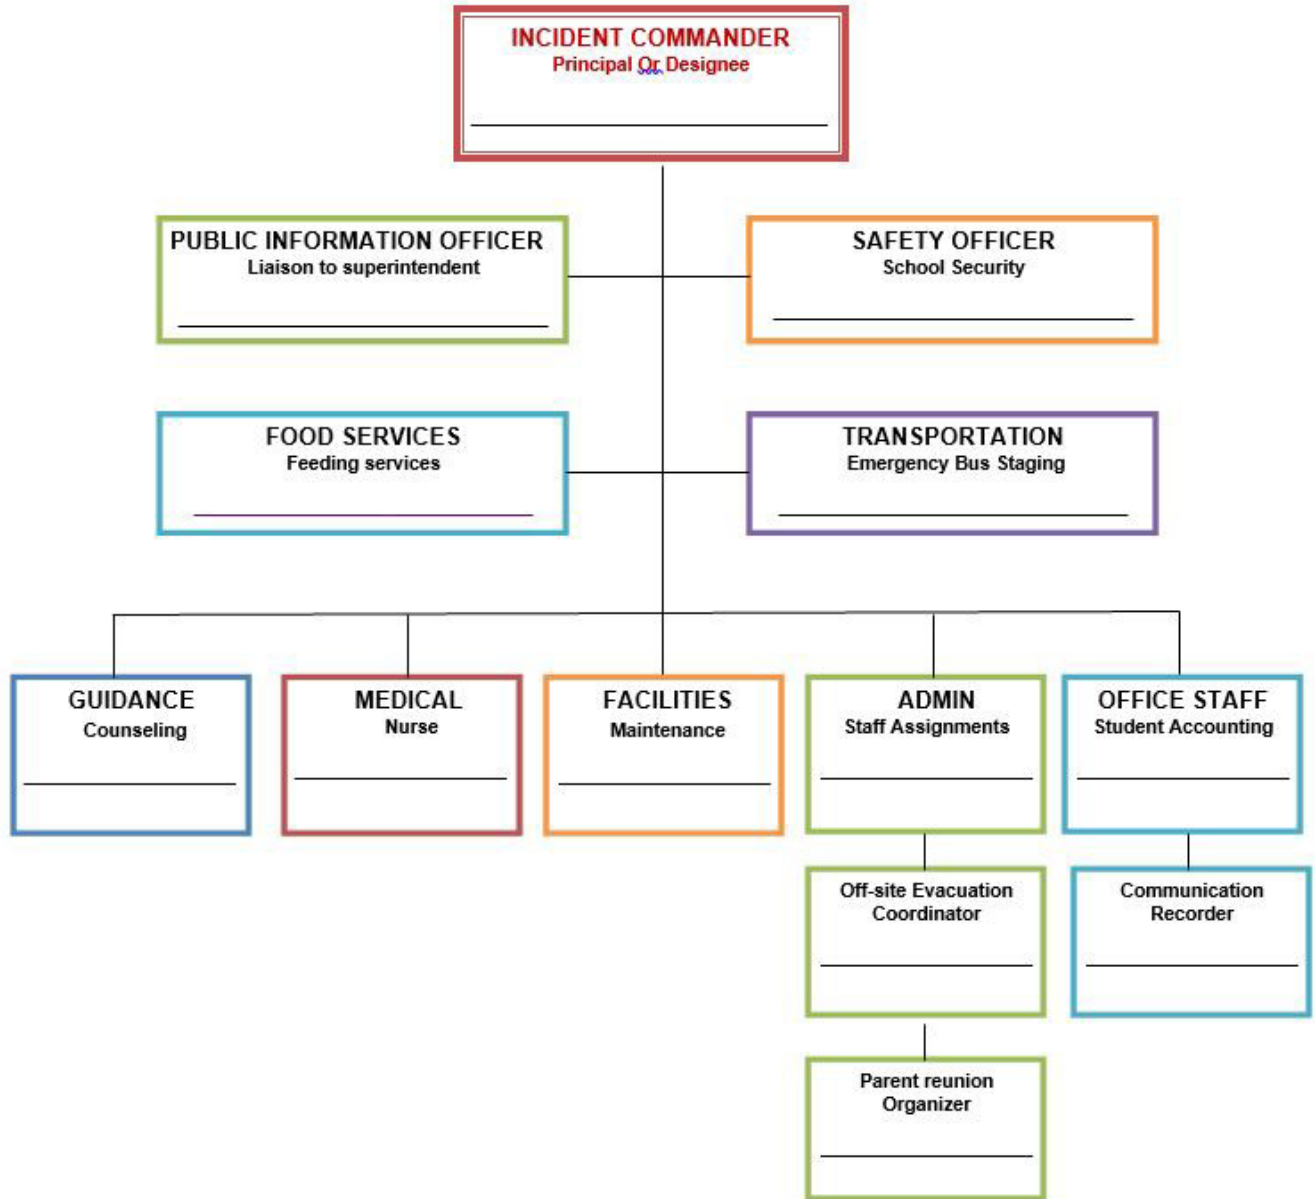 INCIDENT COMMANDER
Principal Or Designee
PUBLIC INFORMATION OFFICER
Liaison to superintendent
SAFETY OFFICER
School Security
FOOD SERVICES
Feeding services
TRANSPORTATION
Emergency Bus Staging
GUIDANCE
Counseling
MEDICAL
Nurse
FACILITIES
Maintenance
ADMIN
Staff Assignments
OFFICE STAFF
Student Accounting
Off-site Evacuation
Coordinator
Communication
Recorder
Parent reunion
Organizer